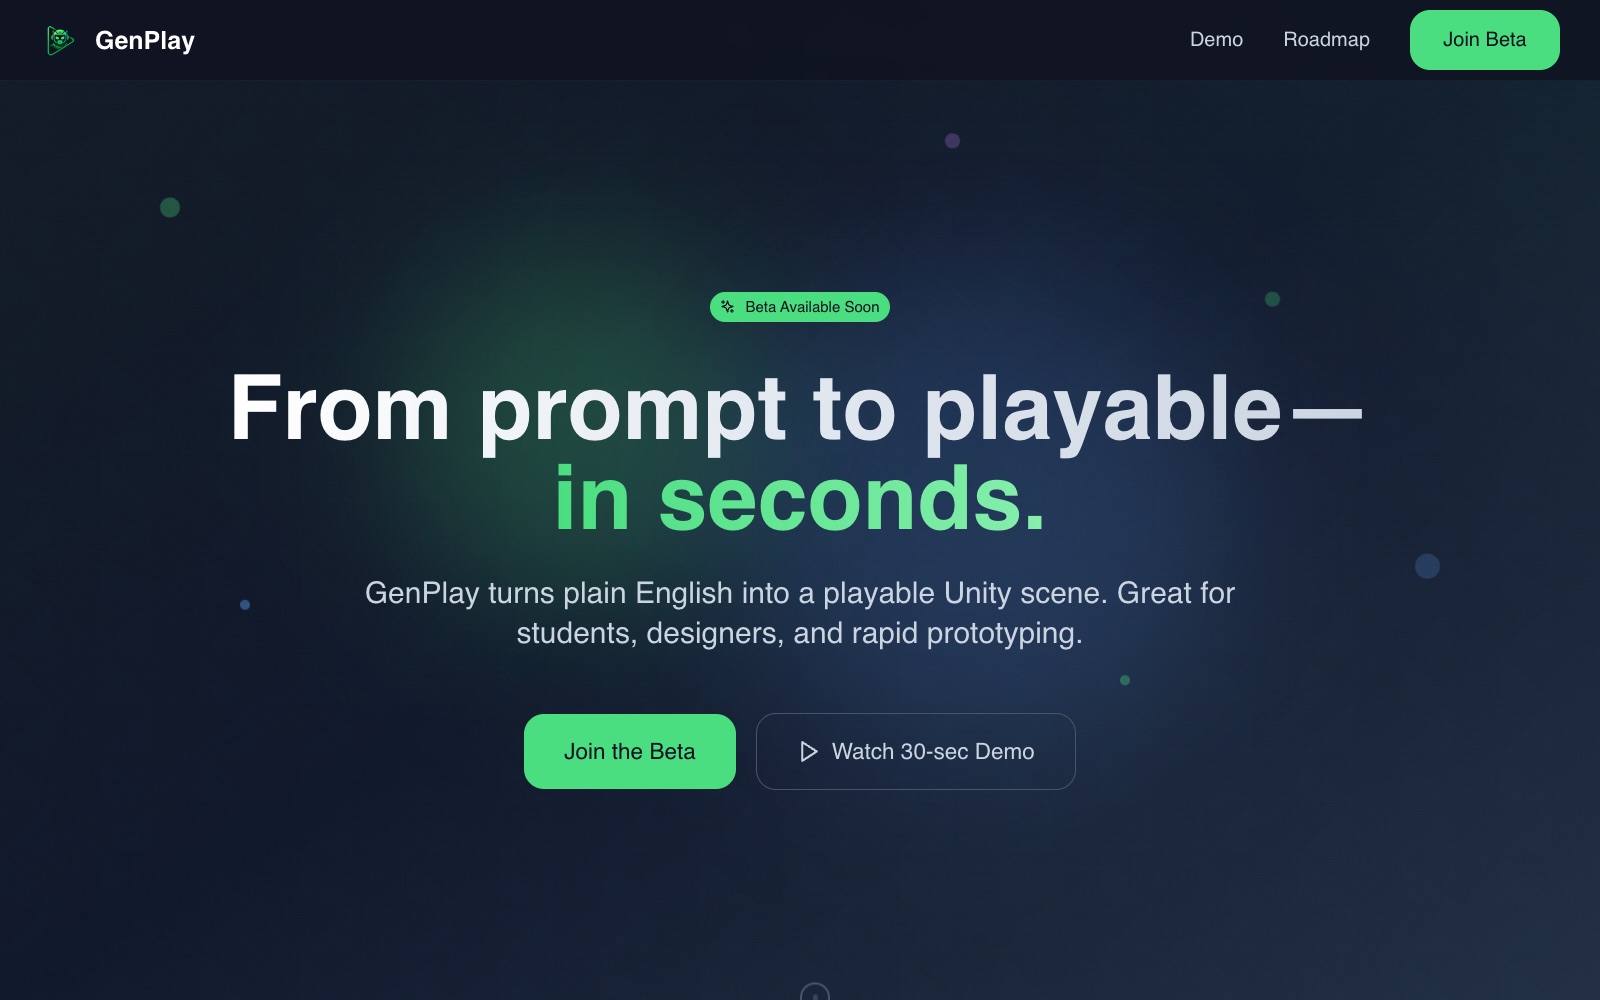 GenPlay
Demo
Roadmap
Join Beta
Beta Available Soon
From prompt to playable—
in seconds.
GenPlay turns plain English into a playable Unity scene. Great for
students, designers, and rapid prototyping.
Join the Beta
Watch 30-sec Demo